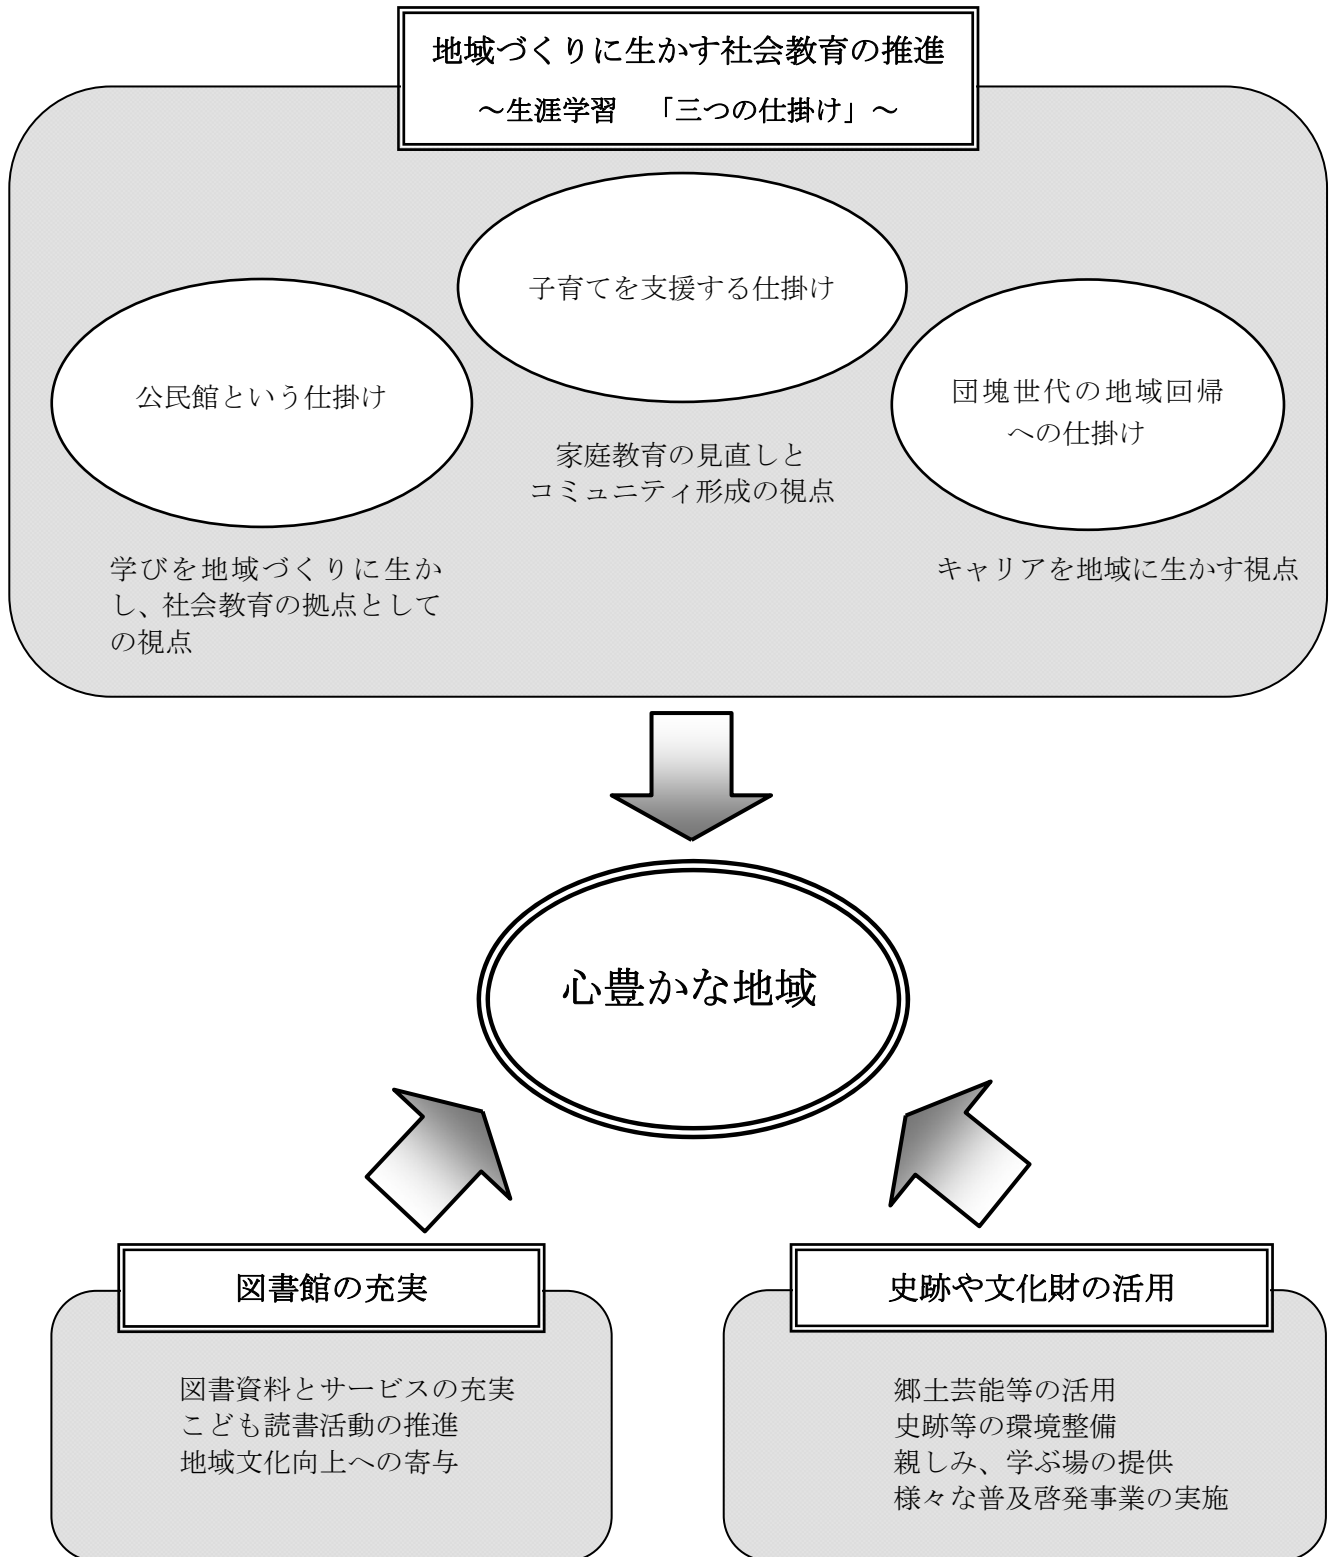 地域づくりに生かす社会教育の推進
～生涯学習　「三つの仕掛け」～
子育てを支援する仕掛け
公民館という仕掛け
団塊世代の地域回帰
への仕掛け
家庭教育の見直しと
コミュニティ形成の視点
学びを地域づくりに生か
し、社会教育の拠点として
の視点
キャリアを地域に生かす視点
心豊かな地域
図書館の充実
図書資料とサービスの充実
こども読書活動の推進
地域文化向上への寄与
史跡や文化財の活用
郷土芸能等の活用
史跡等の環境整備
親しみ、学ぶ場の提供
様々な普及啓発事業の実施